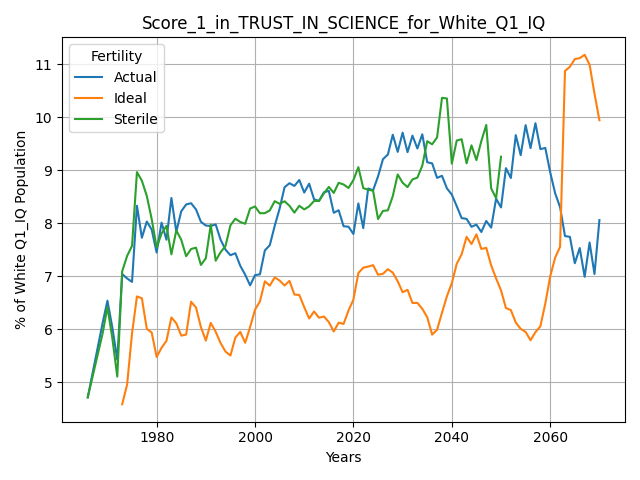 Score_1_in_TRUST_IN_SCIENCE_for_White_Q1_IQ
Fertility
Actual
Ideal
Sterile
% of White Q1_IQ Population
11
10
9
8
7
6
5
1980 2000 2020 2040 2060
Years